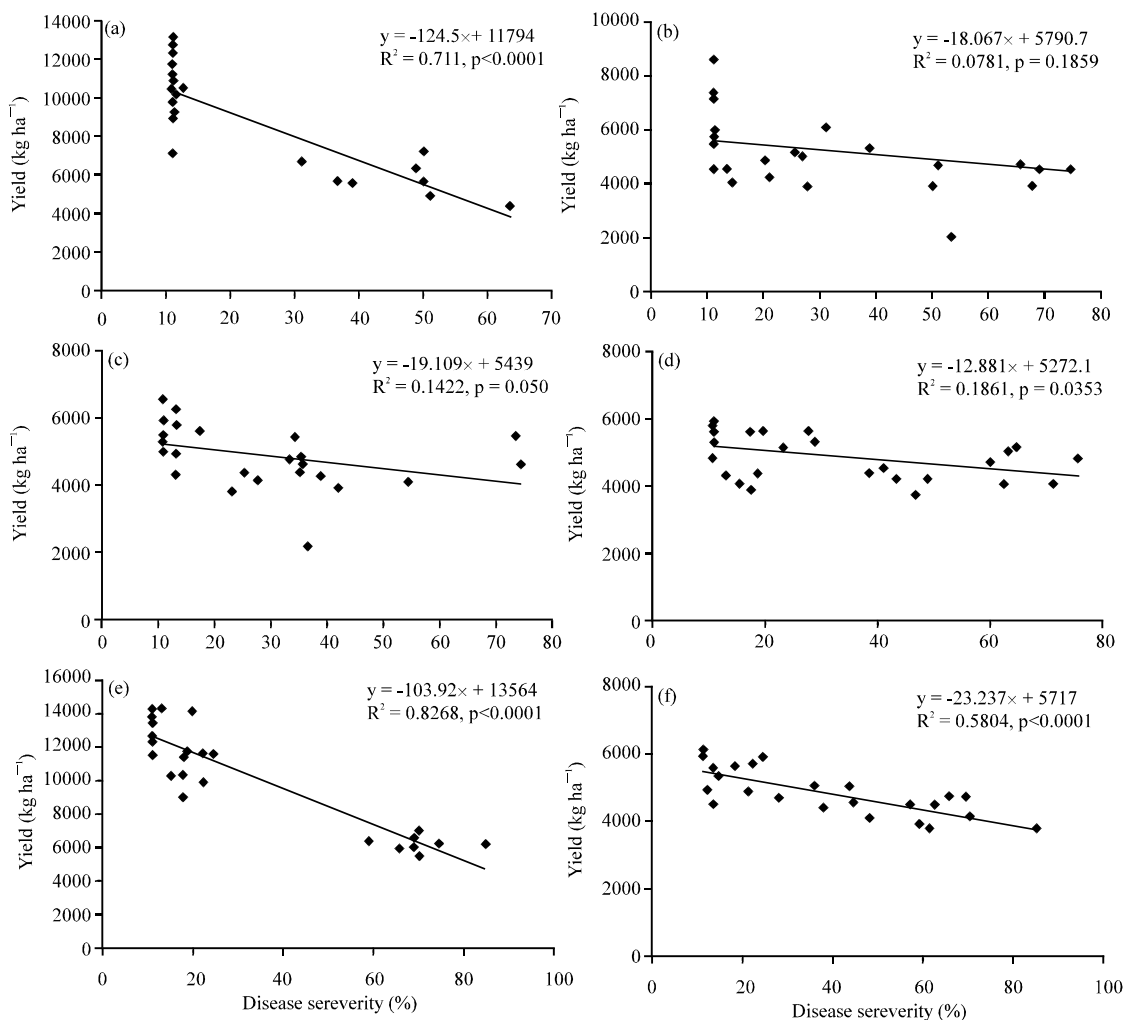 (a)
y = -124.5× + 11794
R² = 0.711, p<0.0001
Yield (kg ha⁻¹)
14000
12000
10000
8000
6000
4000
2000
0
0 10 20 30 40 50 60 70
(b)
y = -18.067× + 5790.7
R² = 0.0781, p = 0.1859
Yield (kg ha⁻¹)
10000
8000
6000
4000
2000
0
0 10 20 30 40 50 60 70 80
(c)
y = -19.109× + 5439
R² = 0.1422, p = 0.050
Yield (kg ha⁻¹)
8000
6000
4000
2000
0
0 10 20 30 40 50 60 70 80
(d)
y = -12.881× + 5272.1
R² = 0.1861, p = 0.0353
Yield (kg ha⁻¹)
8000
6000
4000
2000
0
0 20 40 60 80
(e)
y = -103.92× + 13564
R² = 0.8268, p<0.0001
Yield (kg ha⁻¹)
16000
14000
12000
10000
8000
6000
4000
2000
0
0 20 40 60 80 100
Disease sereverity (%)
(f)
y = -23.237× + 5717
R² = 0.5804, p<0.0001
Yield (kg ha⁻¹)
8000
6000
4000
2000
0
0 20 40 60 80 100
Disease sereverity (%)